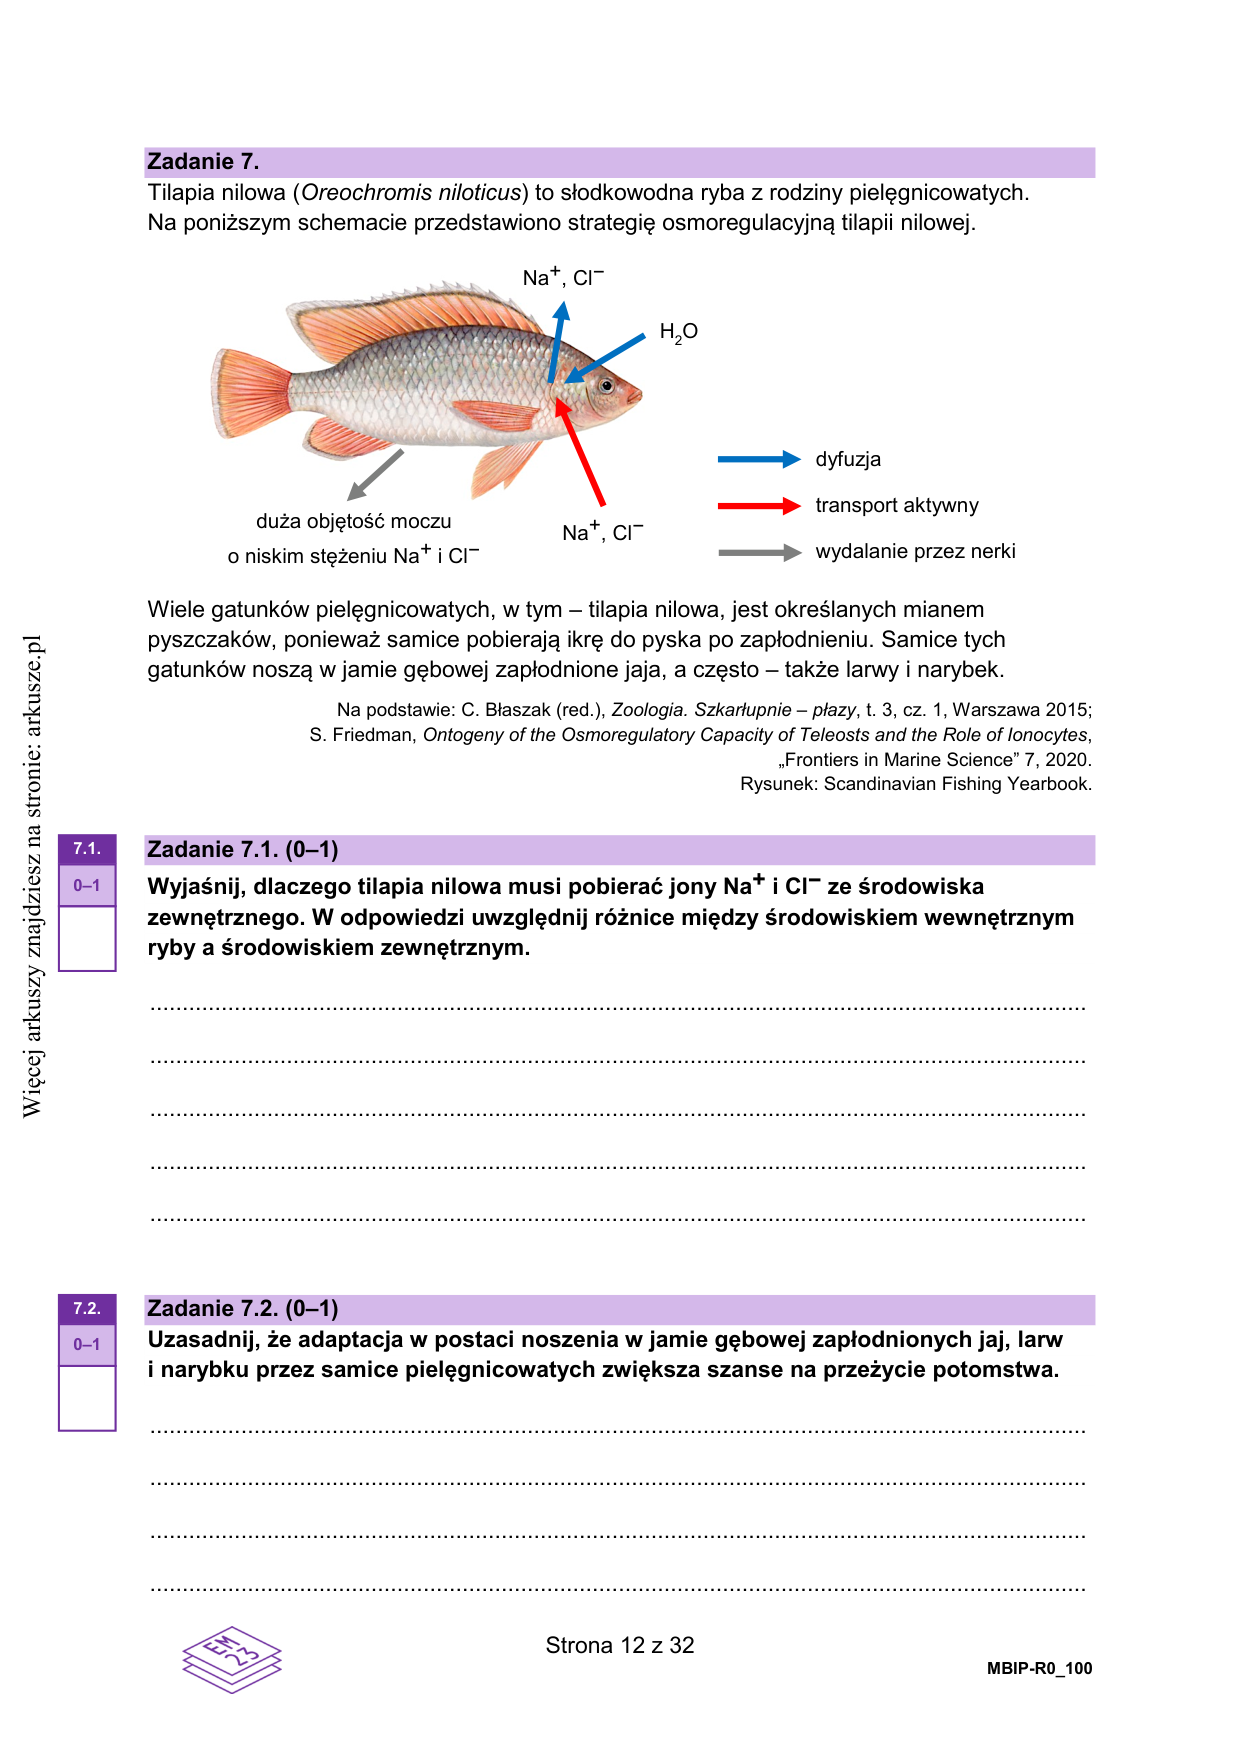 Zadanie 7.
Tilapia nilowa (Oreochromis niloticus) to słodkowodna ryba z rodziny pielęgnicowatych.
Na poniższym schemacie przedstawiono strategię osmoregulacyjną tilapii nilowej.
Na⁺, Cl⁻
H₂O
dyfuzja
transport aktywny
wydalanie przez nerki
duża objętość moczu
o niskim stężeniu Na⁺ i Cl⁻
Na⁺, Cl⁻
Wiele gatunków pielęgnicowatych, w tym – tilapia nilowa, jest określanych mianem
pyszczaków, ponieważ samice pobierają ikrę do pyska po zapłodnieniu. Samice tych
gatunków noszą w jamie gębowej zapłodnione jaja, a często – także larwy i narybek.
Na podstawie: C. Błaszak (red.), Zoologia. Szkarłupnie – płazy, t. 3, cz. 1, Warszawa 2015;
S. Friedman, Ontogeny of the Osmoregulatory Capacity of Teleosts and the Role of Ionocytes,
„Frontiers in Marine Science” 7, 2020.
Rysunek: Scandinavian Fishing Yearbook.
Więcej arkuszy znajdziesz na stronie: arkusze.pl
7.1.
0–1
Zadanie 7.1. (0–1)
Wyjaśnij, dlaczego tilapia nilowa musi pobierać jony Na⁺ i Cl⁻ ze środowiska
zewnętrznego. W odpowiedzi uwzględnij różnice między środowiskiem wewnętrznym
ryby a środowiskiem zewnętrznym.
7.2.
0–1
Zadanie 7.2. (0–1)
Uzasadnij, że adaptacja w postaci noszenia w jamie gębowej zapłodnionych jaj, larw
i narybku przez samice pielęgnicowatych zwiększa szanse na przeżycie potomstwa.
EM
23
Strona 12 z 32
MBIP-R0_100